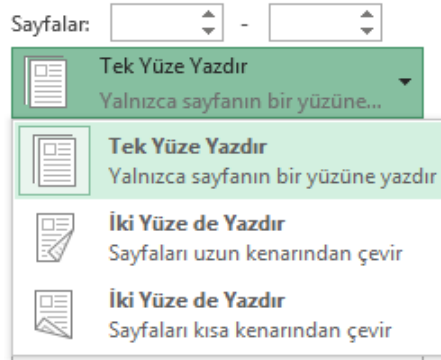 Sayfalar: -
Tek Yüze Yazdır
Yalnızca sayfanın bir yüzüne...
Tek Yüze Yazdır
Yalnızca sayfanın bir yüzüne yazdır
İki Yüze de Yazdır
Sayfaları uzun kenarından çevir
İki Yüze de Yazdır
Sayfaları kısa kenarından çevir